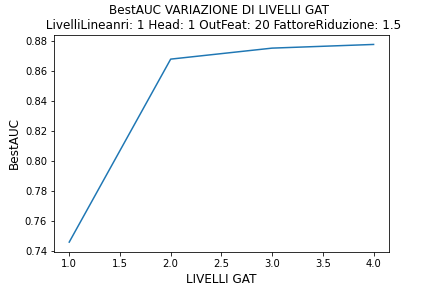 BestAUC VARIAZIONE DI LIVELLI GAT
LivelliLineanri: 1 Head: 1 OutFeat: 20 FattoreRiduzione: 1.5
BestAUC
0.88
0.86
0.84
0.82
0.80
0.78
0.76
0.74
1.0 1.5 2.0 2.5 3.0 3.5 4.0
LIVELLI GAT